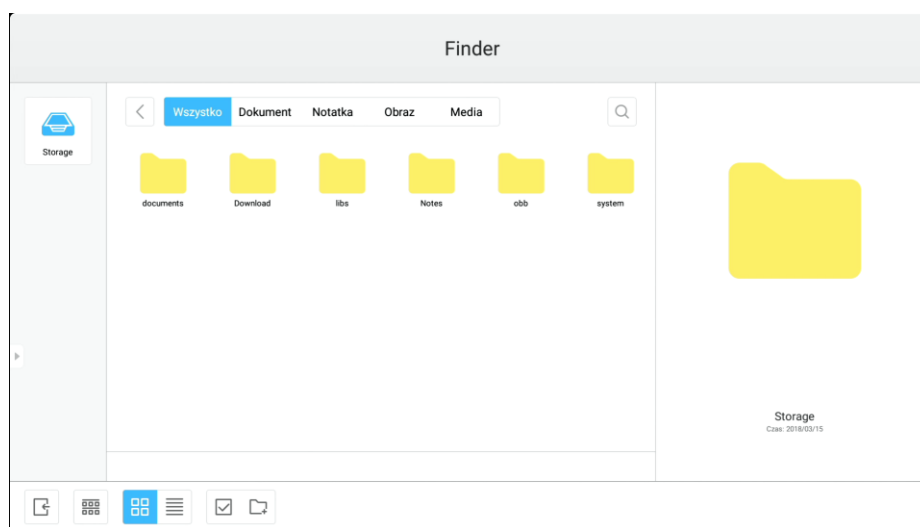 Finder
Storage
Wszystko Dokument Notatka Obraz Media
documents Download libs Notes obb system
Storage
Czas: 2018/03/15